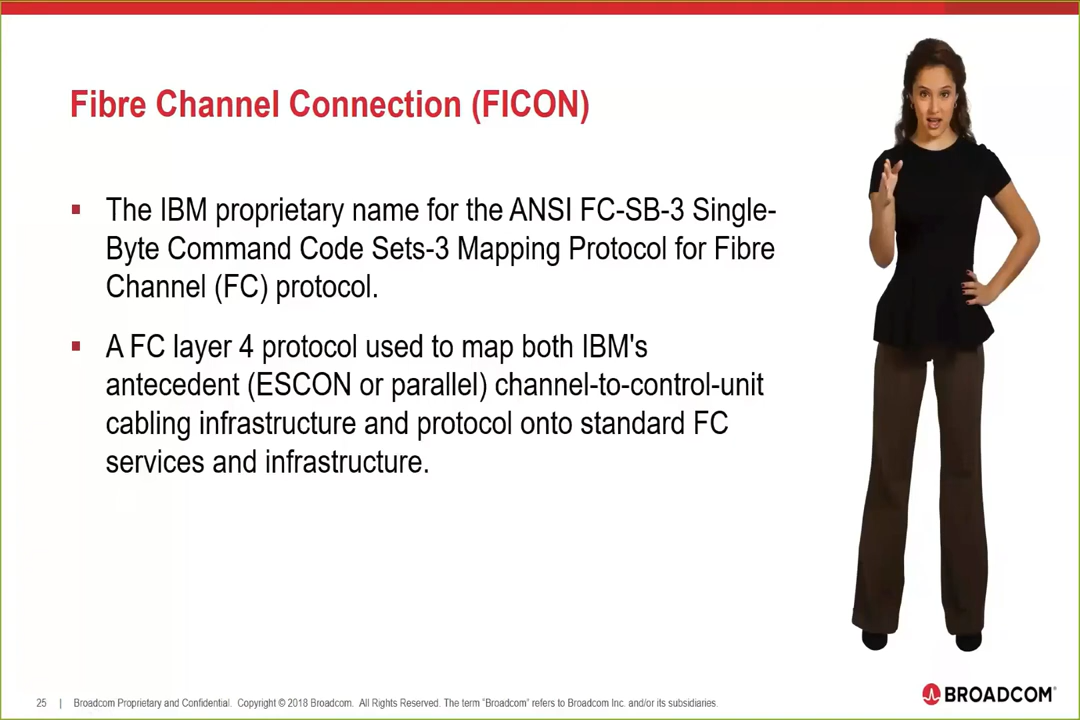 Fibre Channel Connection (FICON)
▪ The IBM proprietary name for the ANSI FC-SB-3 Single-
Byte Command Code Sets-3 Mapping Protocol for Fibre
Channel (FC) protocol.
▪ A FC layer 4 protocol used to map both IBM's
antecedent (ESCON or parallel) channel-to-control-unit
cabling infrastructure and protocol onto standard FC
services and infrastructure.
25 | Broadcom Proprietary and Confidential. Copyright © 2018 Broadcom. All Rights Reserved. The term "Broadcom" refers to Broadcom Inc. and/or its subsidiaries.
BROADCOM®